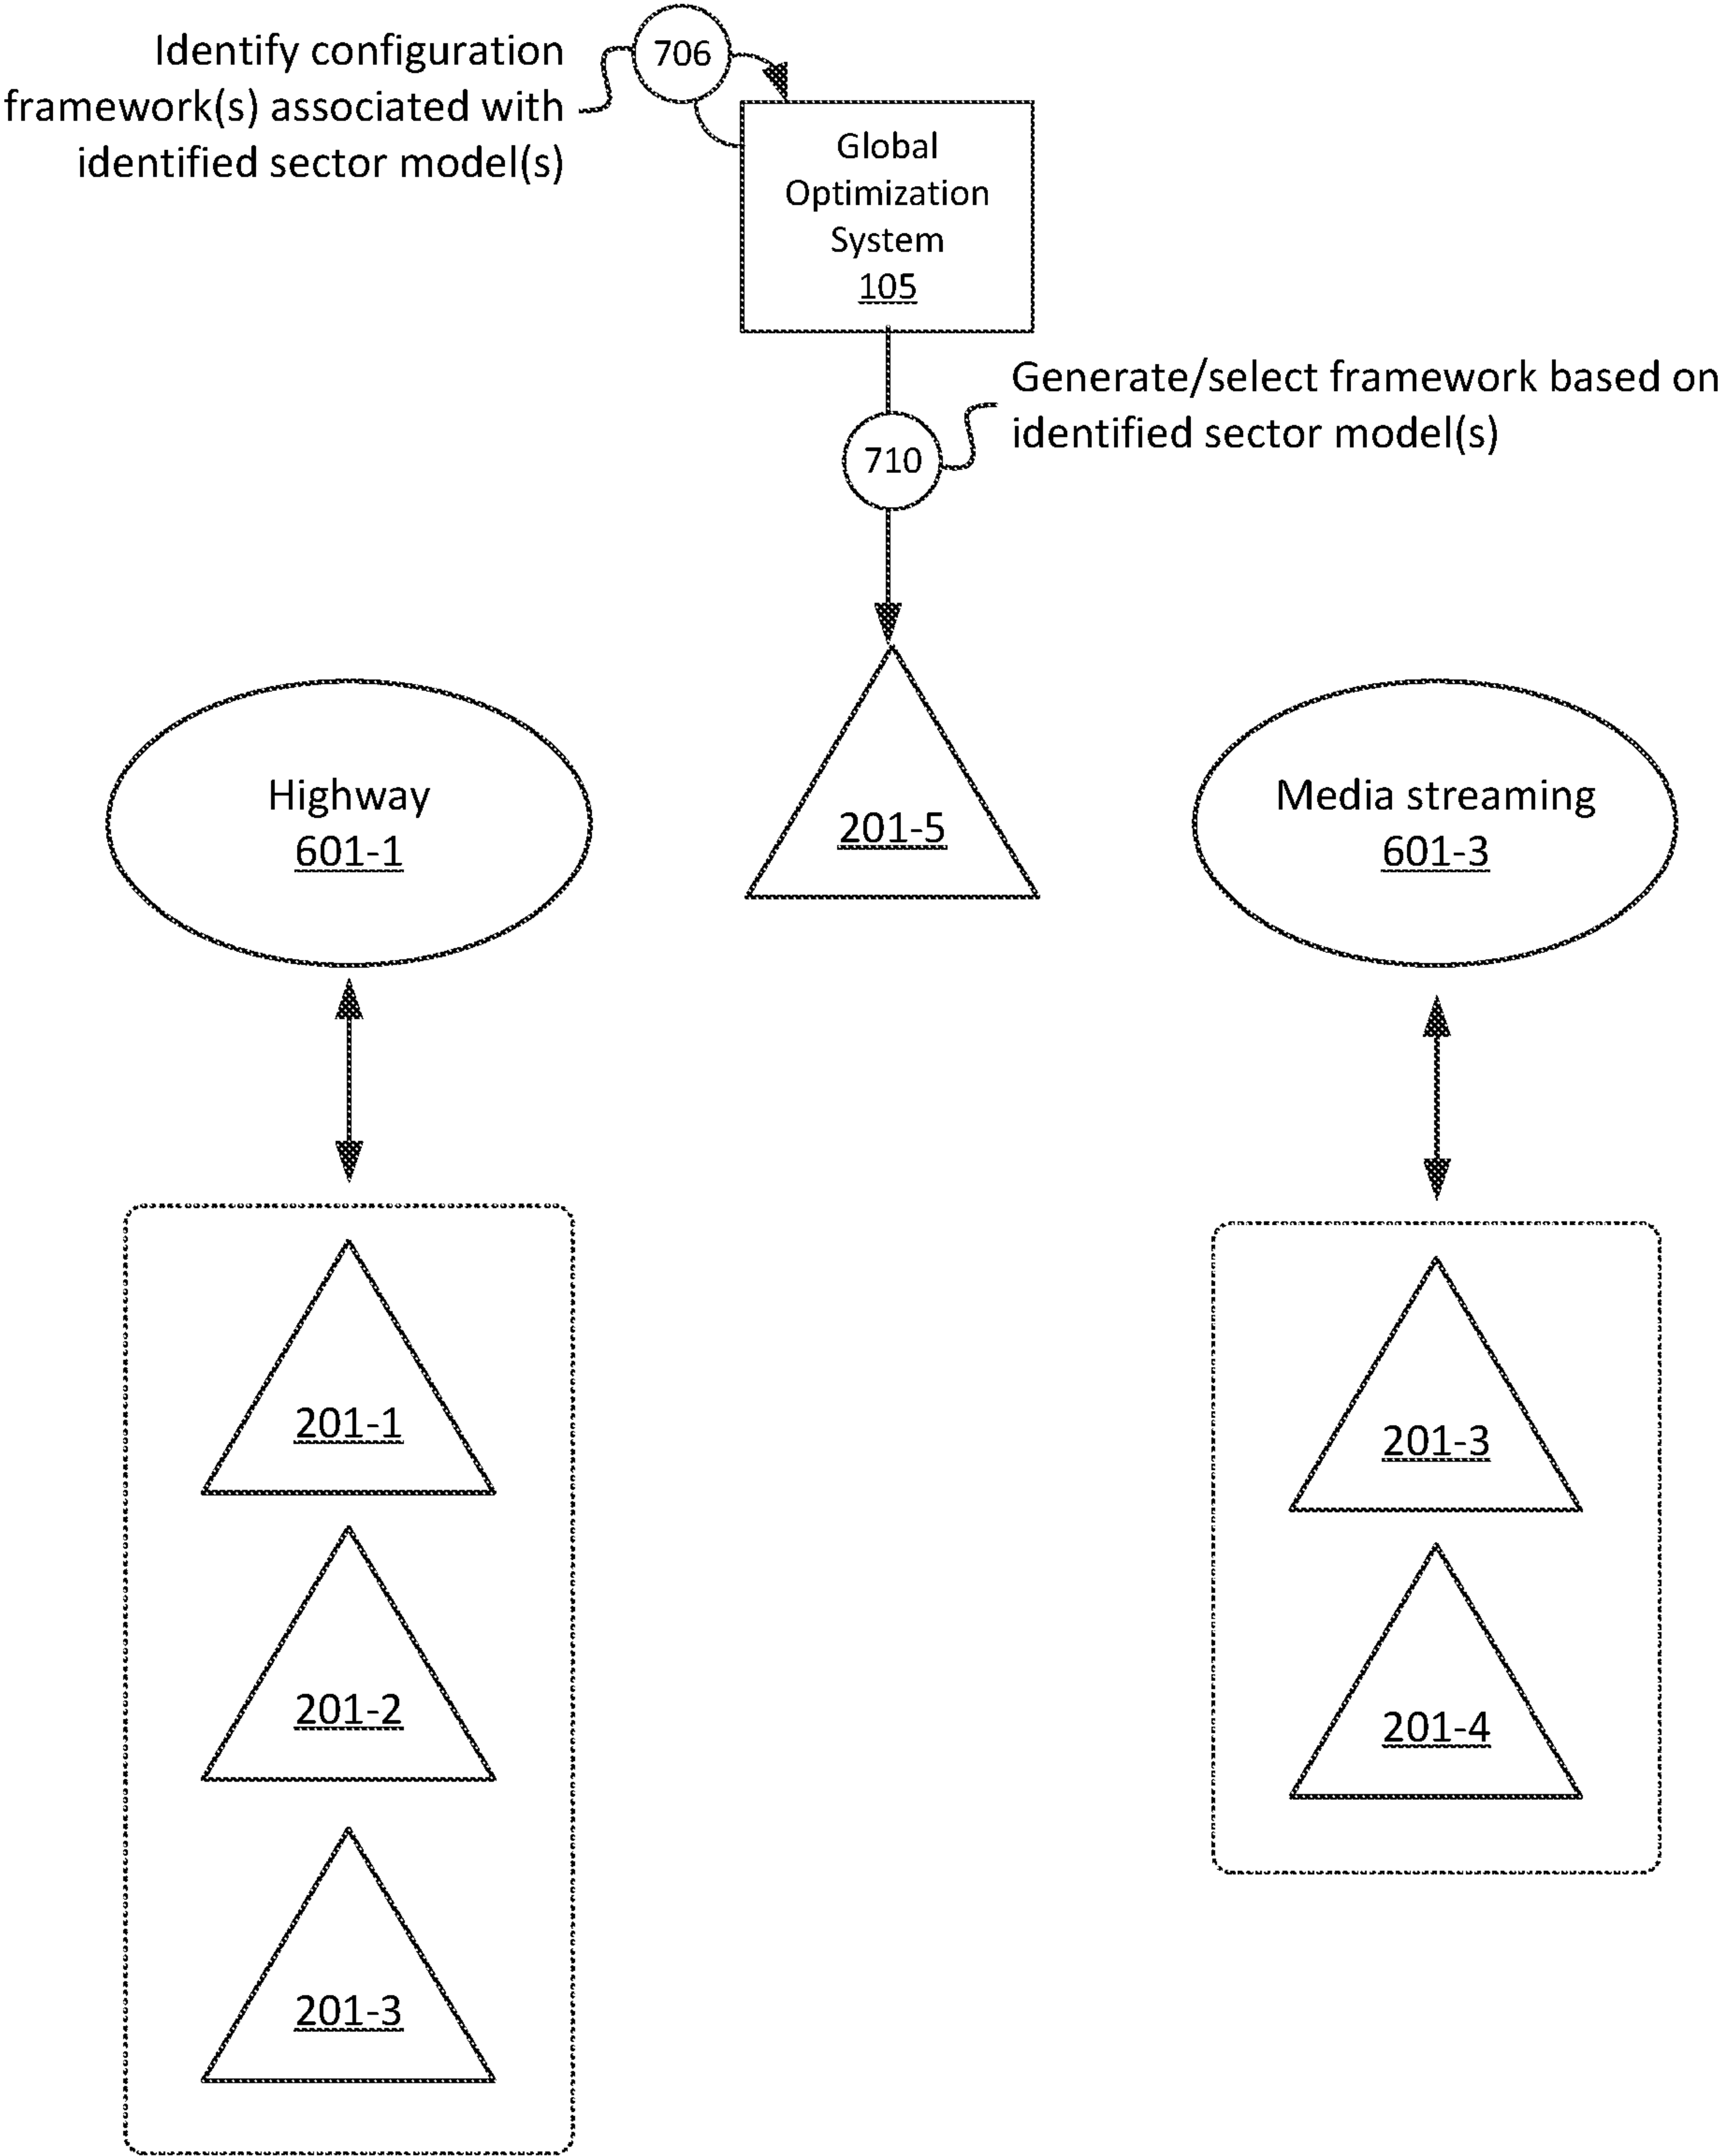 Identify configuration
framework(s) associated with
identified sector model(s)
706
Global
Optimization
System
105
Generate/select framework based on
identified sector model(s)
710
Highway
601-1
201-5
Media streaming
601-3
201-1
201-2
201-3
201-3
201-4